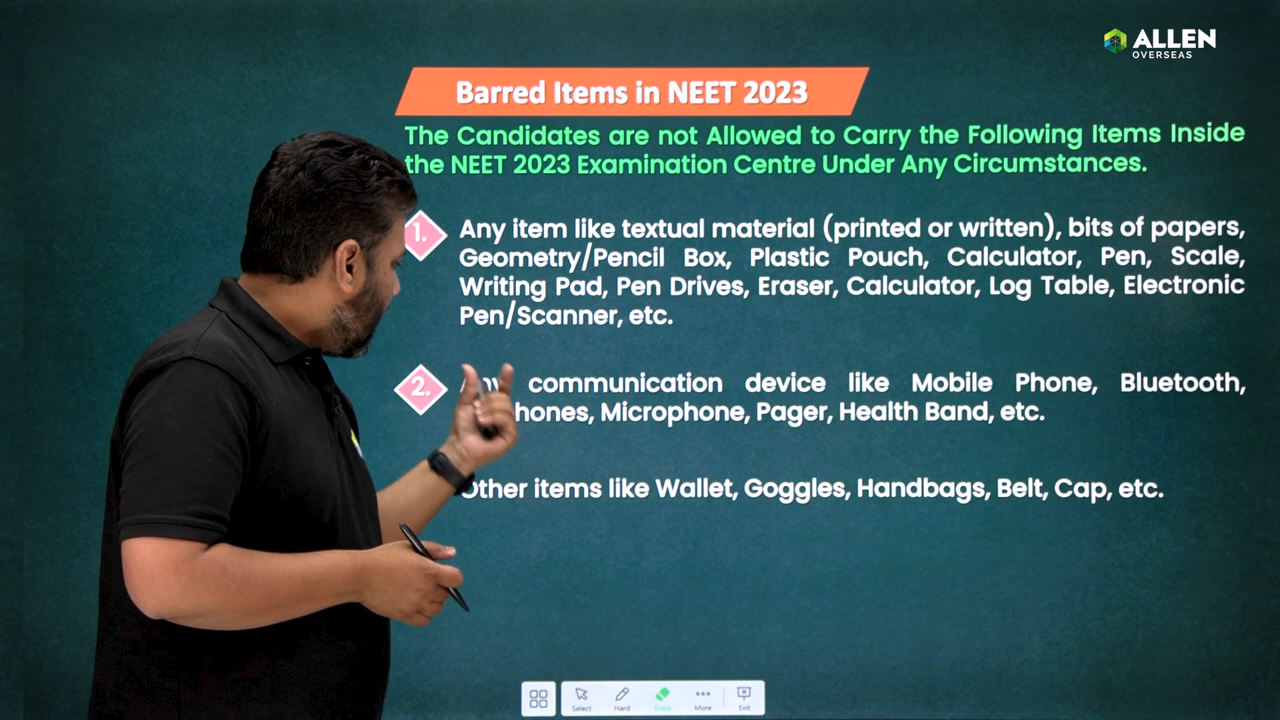 ALLEN
OVERSEAS
Barred Items in NEET 2023
The Candidates are not Allowed to Carry the Following Items Inside
the NEET 2023 Examination Centre Under Any Circumstances.
1. Any item like textual material (printed or written), bits of papers,
Geometry/Pencil Box, Plastic Pouch, Calculator, Pen, Scale,
Writing Pad, Pen Drives, Eraser, Calculator, Log Table, Electronic
Pen/Scanner, etc.
2. Any communication device like Mobile Phone, Bluetooth,
hones, Microphone, Pager, Health Band, etc.
Other items like Wallet, Goggles, Handbags, Belt, Cap, etc.
Select Hard Erase More Exit